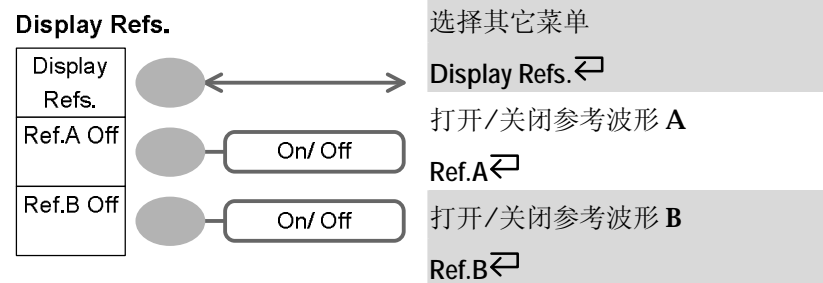 Display Refs.
Display
Refs.
Ref.A Off
On/ Off
Ref.B Off
On/ Off
选择其它菜单
Display Refs.
打开/关闭参考波形 A
Ref.A
打开/关闭参考波形 B
Ref.B